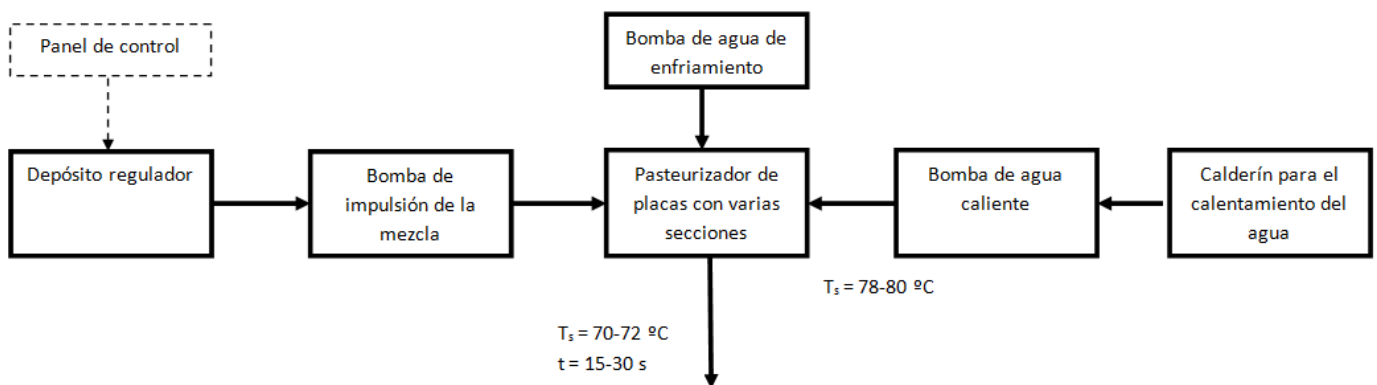 Panel de control
Bomba de agua de
enfriamiento
Depósito regulador
Bomba de
impulsión de la
mezcla
Pasteurizador de
placas con varias
secciones
Bomba de agua
caliente
Calderín para el
calentamiento del
agua
Tₛ = 78-80 ºC
Tₛ = 70-72 ºC
t = 15-30 s